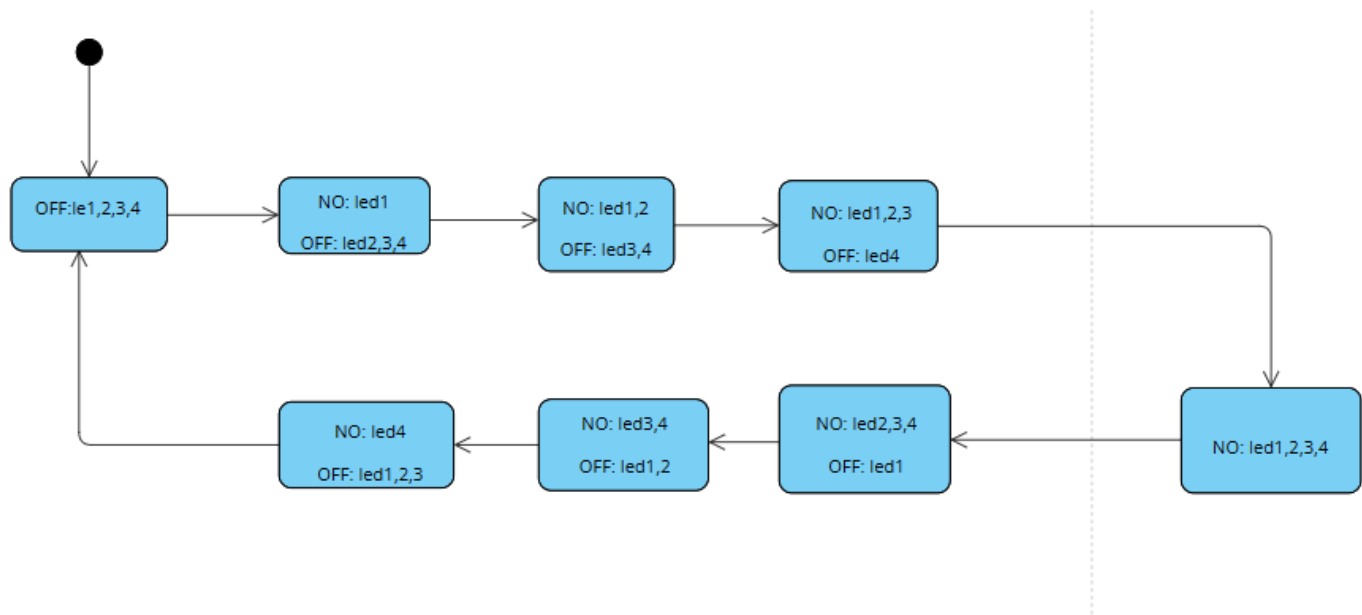 OFF:le1,2,3,4
NO: led1
OFF: led2,3,4
NO: led1,2
OFF: led3,4
NO: led1,2,3
OFF: led4
NO: led1,2,3,4
NO: led2,3,4
OFF: led1
NO: led3,4
OFF: led1,2
NO: led4
OFF: led1,2,3